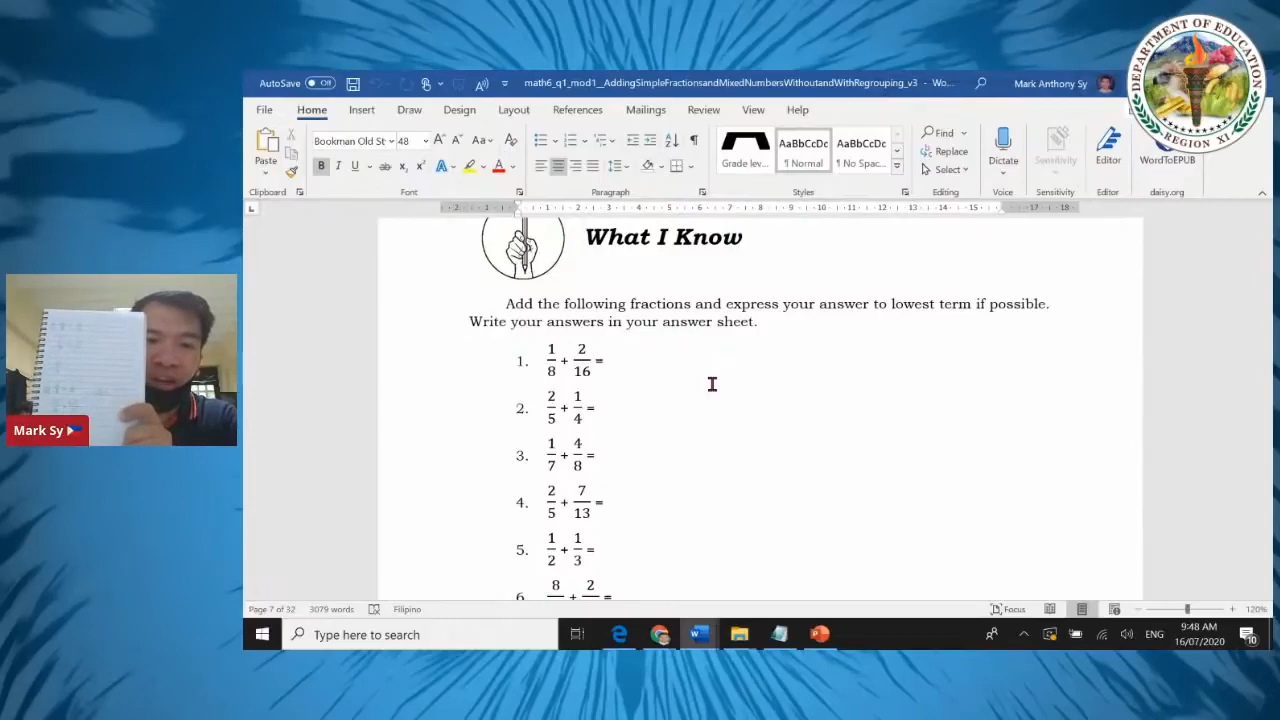 DEPARTMENT OF EDUCATION
REGION XI
AutoSave Off
math6_q1_mod1__AddingSimpleFractionsandMixedNumbersWithoutandWithRegrouping_v3 - Wo...
Mark Anthony Sy
File Home Insert Draw Design Layout References Mailings Review View Help
Bookman Old St 48
Paste
Clipboard Font Paragraph Styles Editing Voice Sensitivity Editor daisy.org
AaBbCcDc AaBbCcDc
Grade lev... ¶ Normal ¶ No Spac...
Find
Replace
Select
Dictate
Sensitivity
Editor
WordToEPUB
What I Know
Add the following fractions and express your answer to lowest term if possible.
Write your answers in your answer sheet.
1. 1/8 + 2/16 =
2. 2/5 + 1/4 =
3. 1/7 + 4/8 =
4. 2/5 + 7/13 =
5. 1/2 + 1/3 =
6. 8 + 2 =
Mark Sy
Page 7 of 32 3079 words Filipino Focus 120%
Type here to search
ENG
9:48 AM
16/07/2020